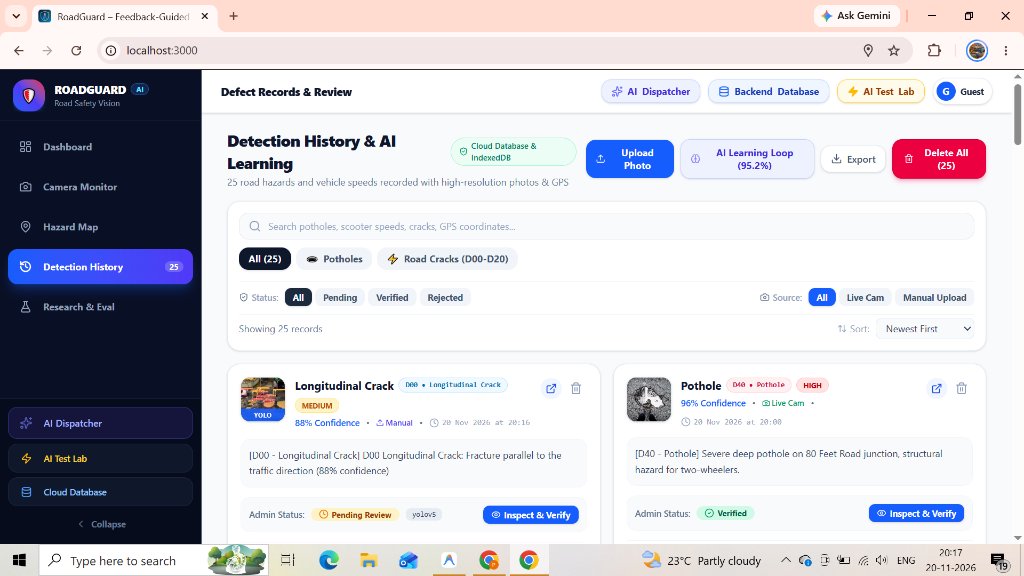 RoadGuard – Feedback-Guided
Ask Gemini
localhost:3000
ROADGUARD AI
Road Safety Vision
Dashboard
Camera Monitor
Hazard Map
Detection History 25
Research & Eval
AI Dispatcher
AI Test Lab
Cloud Database
Collapse
Defect Records & Review
AI Dispatcher
Backend Database
AI Test Lab
G Guest
Detection History & AI
Learning
25 road hazards and vehicle speeds recorded with high-resolution photos & GPS
Cloud Database &
IndexedDB
Upload
Photo
AI Learning Loop
(95.2%)
Export
Delete All
(25)
Search potholes, scooter speeds, cracks, GPS coordinates...
All (25) Potholes Road Cracks (D00-D20)
Status: All Pending Verified Rejected
Source: All Live Cam Manual Upload
Showing 25 records
Sort: Newest First
YOLO
Longitudinal Crack D00 • Longitudinal Crack
MEDIUM
88% Confidence • Manual • 20 Nov 2026 at 20:16
[D00 - Longitudinal Crack] D00 Longitudinal Crack: Fracture parallel to the
traffic direction (88% confidence)
Admin Status: Pending Review yolov5 Inspect & Verify
Pothole D40 • Pothole HIGH
96% Confidence • Live Cam •
20 Nov 2026 at 20:00
[D40 - Pothole] Severe deep pothole on 80 Feet Road junction, structural
hazard for two-wheelers.
Admin Status: Verified Inspect & Verify
Type here to search
23°C Partly cloudy
ENG
20:17
20-11-2026
19